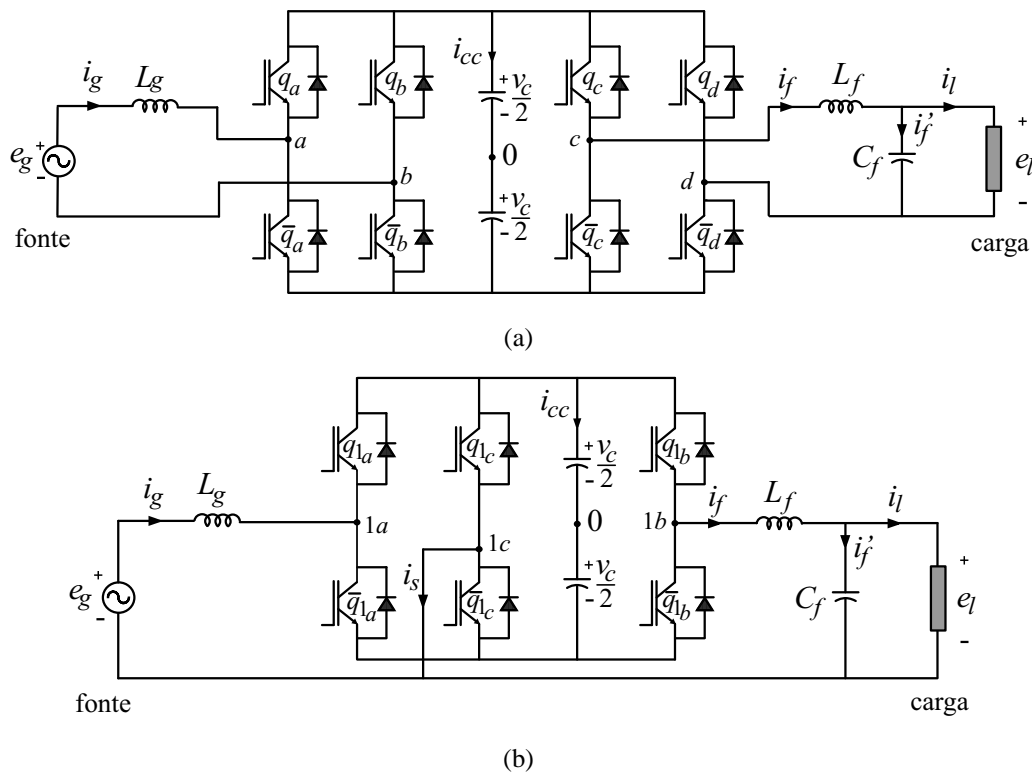 i_g
L_g
e_g
+
-
fonte
q_a
q_b
a
b
q̅_a
q̅_b
i_cc
+
v_c/2
-
0
+
v_c/2
-
q_c
q_d
c
d
q̅_c
q̅_d
i_f
L_f
i_l
i_f'
C_f
+
e_l
-
carga
(a)
i_g
L_g
e_g
+
-
fonte
q_1a
q_1c
1a
1c
i_s
q̅_1a
q̅_1c
i_cc
+
v_c/2
-
0
+
v_c/2
-
q_1b
1b
q̅_1b
i_f
L_f
i_l
i_f'
C_f
+
e_l
-
carga
(b)